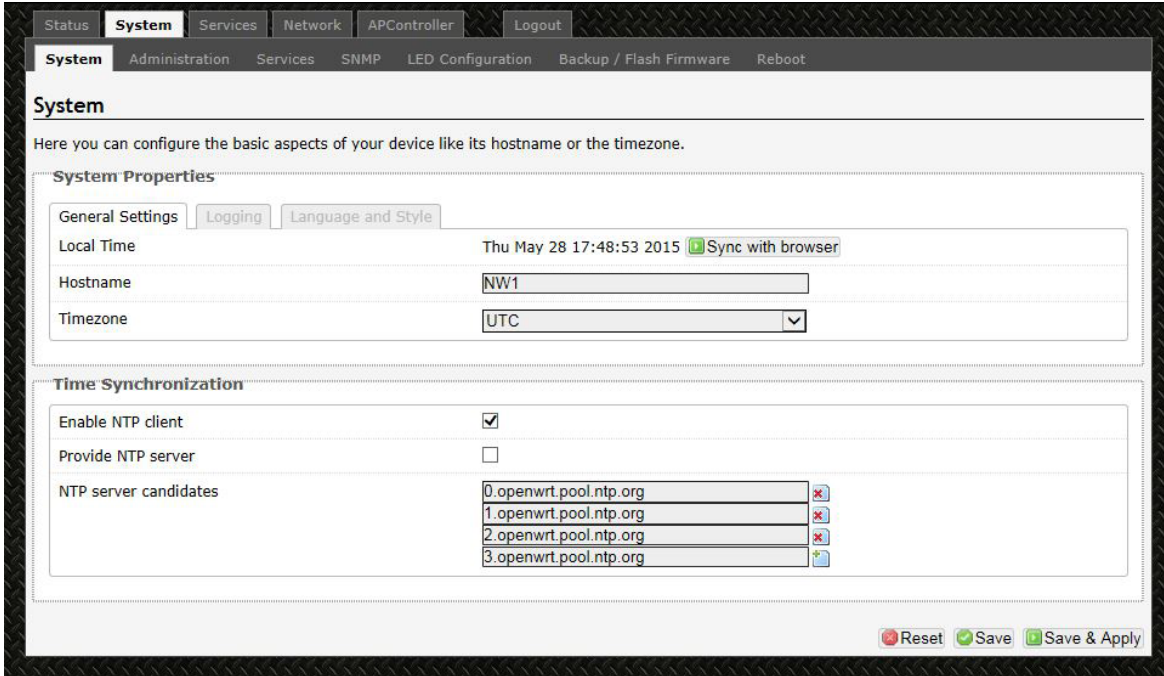 Status System Services Network APController Logout
System Administration Services SNMP LED Configuration Backup / Flash Firmware Reboot
System
Here you can configure the basic aspects of your device like its hostname or the timezone.
System Properties
General Settings Logging Language and Style
Local Time Thu May 28 17:48:53 2015 Sync with browser
Hostname NW1
Timezone UTC
Time Synchronization
Enable NTP client
Provide NTP server
NTP server candidates 0.openwrt.pool.ntp.org
1.openwrt.pool.ntp.org
2.openwrt.pool.ntp.org
3.openwrt.pool.ntp.org
Reset Save Save & Apply